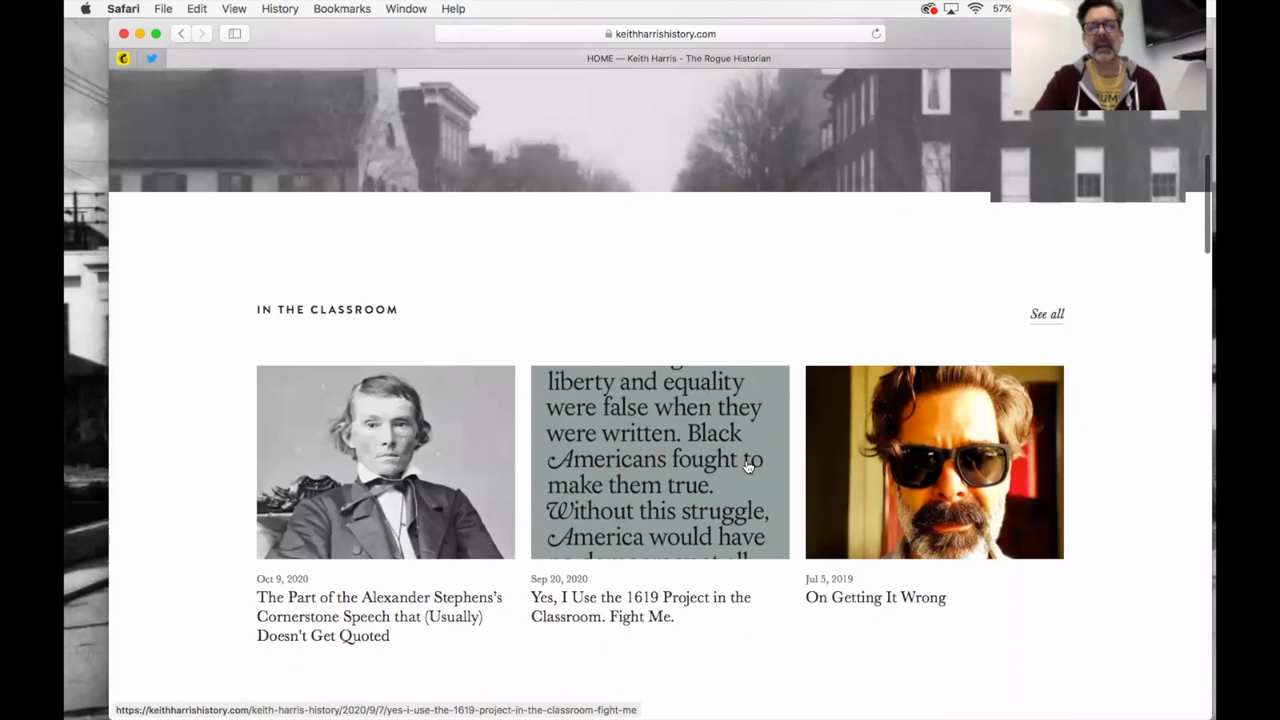 Safari File Edit View History Bookmarks Window Help 57%
keithharrishistory.com
HOME — Keith Harris - The Rogue Historian
IN THE CLASSROOM
See all
liberty and equality
were false when they
were written. Black
Americans fought to
make them true.
Without this struggle,
America would have
no democracy at all
Oct 9, 2020
The Part of the Alexander Stephens's
Cornerstone Speech that (Usually)
Doesn't Get Quoted
Sep 20, 2020
Yes, I Use the 1619 Project in the
Classroom. Fight Me.
Jul 5, 2019
On Getting It Wrong
https://keithharrishistory.com/keith-harris-history/2020/9/7/yes-i-use-the-1619-project-in-the-classroom-fight-me